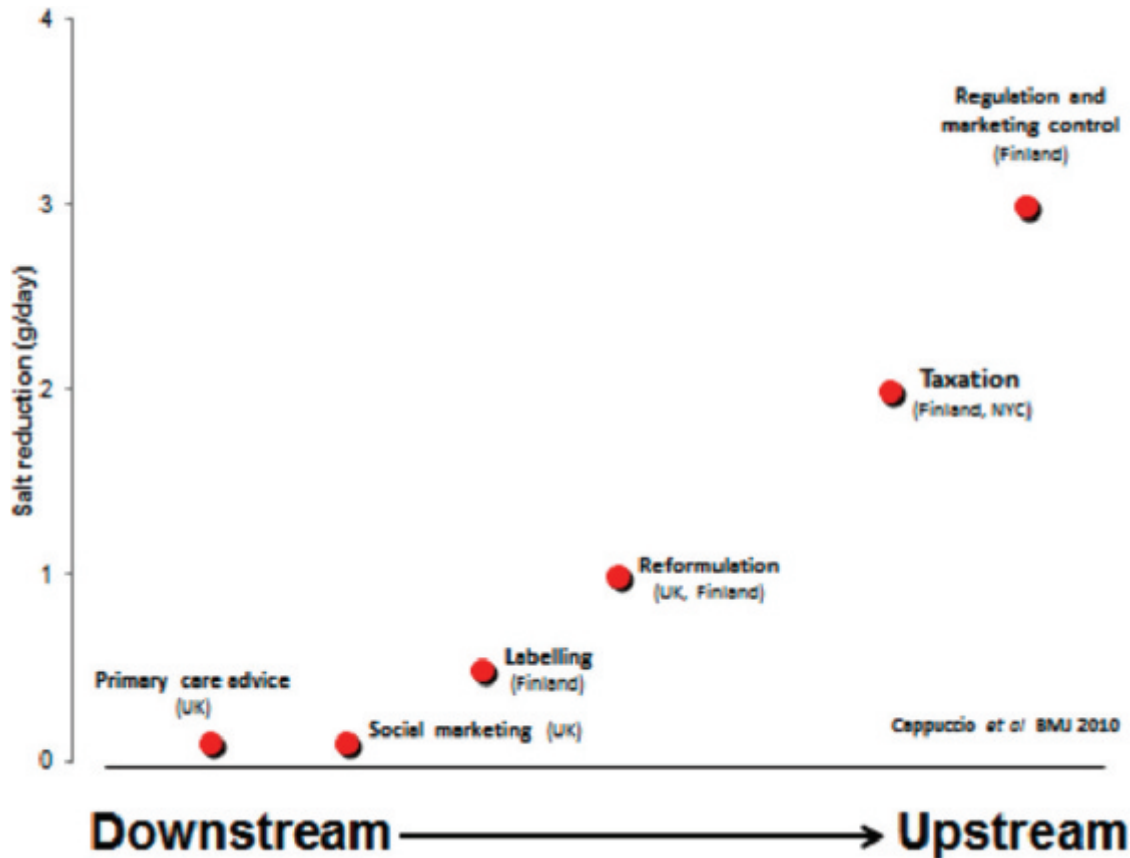 4
Regulation and
marketing control
(Finland)
3
Salt reduction (g/day)
2
Taxation
(Finland, NYC)
1
Reformulation
(UK, Finland)
Labelling
(Finland)
Primary care advice
(UK)
Social marketing (UK)
Cappuccio et al BMJ 2010
0
Downstream Upstream